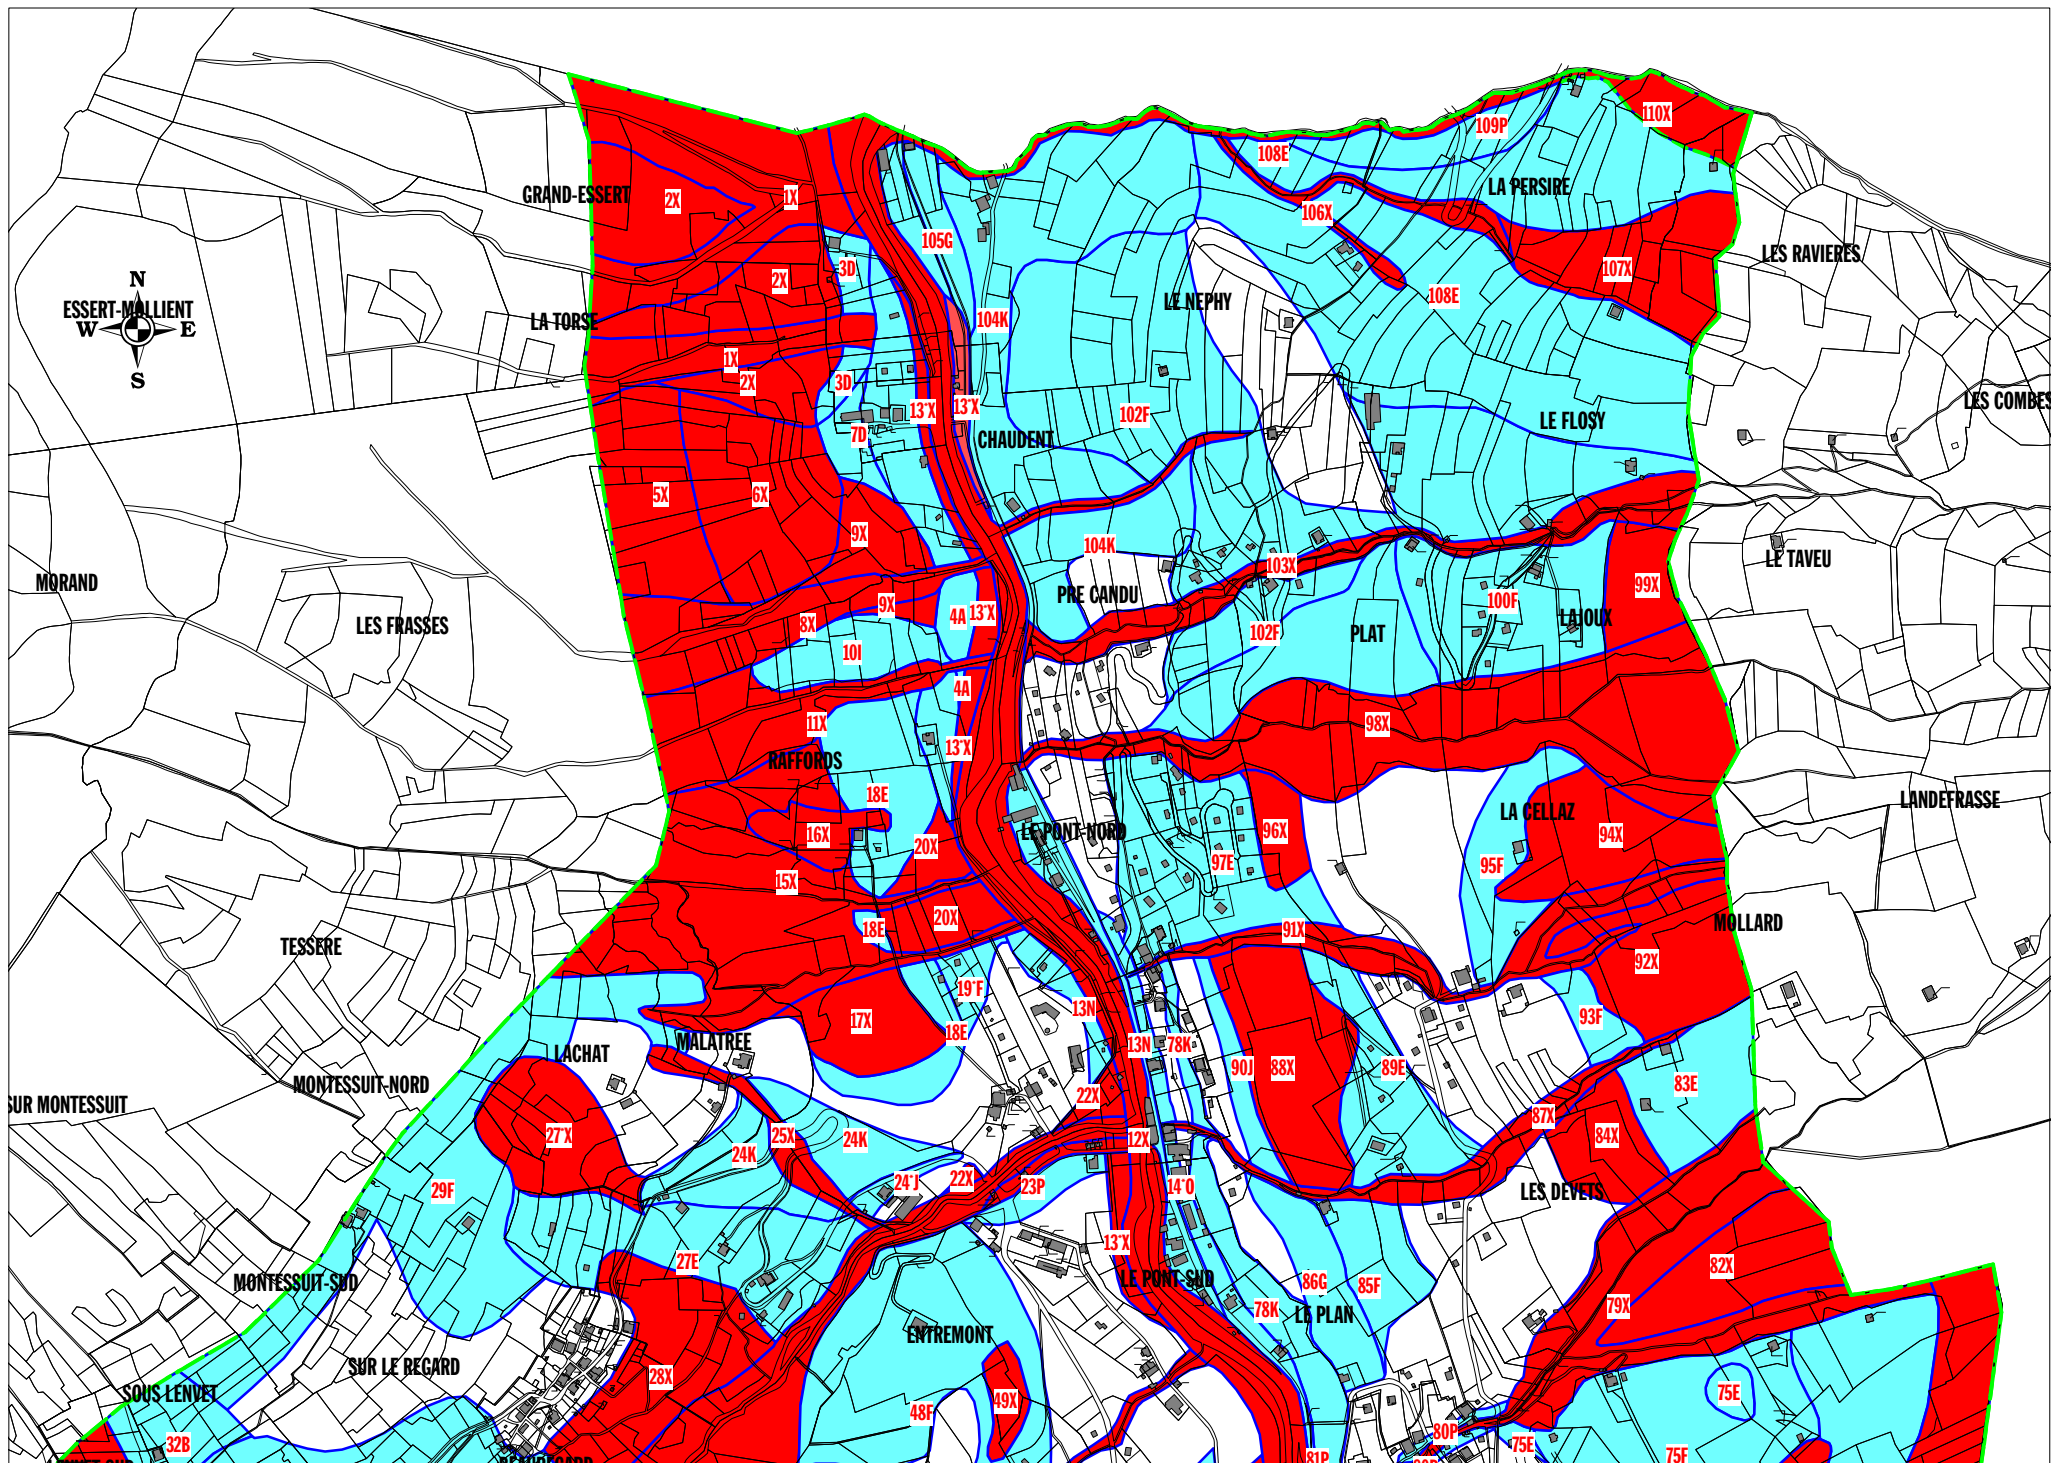 110X
109P
108E
GRAND-ESSERT
2X
1X
LA PERSIRE
106X
105G
LES RAVIERES
3D
107X
2X
N
ESSERT-MOLLIENT
W
E
S
LE NEPHY
108E
LA TORSE
104K
1X
2X
3D
13*X
13*X
102F
LES COMBES
LE FLOSY
7D
CHAUDENT
5X
6X
9X
104K
LE TAVEU
103X
MORAND
99X
PRE CANDU
100F
9X
4A
13*X
LAJOUX
LES FRASSES
8X
102F
PLAT
10I
4A
11X
98X
13*X
RAFFORDS
18E
LANDEFRASSE
LA CELLAZ
16X
LE PONT-NORD
96X
94X
20X
97E
95F
15X
20X
18E
91X
MOLLARD
TESSERE
92X
19*F
13N
17X
18E
93F
MALATREE
13N
78K
LACHAT
90J
88X
89E
MONTESSUIT-NORD
83E
22X
SUR MONTESSUIT
87X
27*X
25X
24K
12X
84X
24K
24*J
22X
23P
14*O
29F
LES DEVETS
13*X
27E
82X
LE PONT-SUD
MONTESSUIT-SUD
86G
85F
79X
78K
LE PLAN
ENTREMONT
SUR LE REGARD
28X
SOUS LENVET
75E
49X
48F
80P
32B
75E
81P
75F
BEAUREGARD